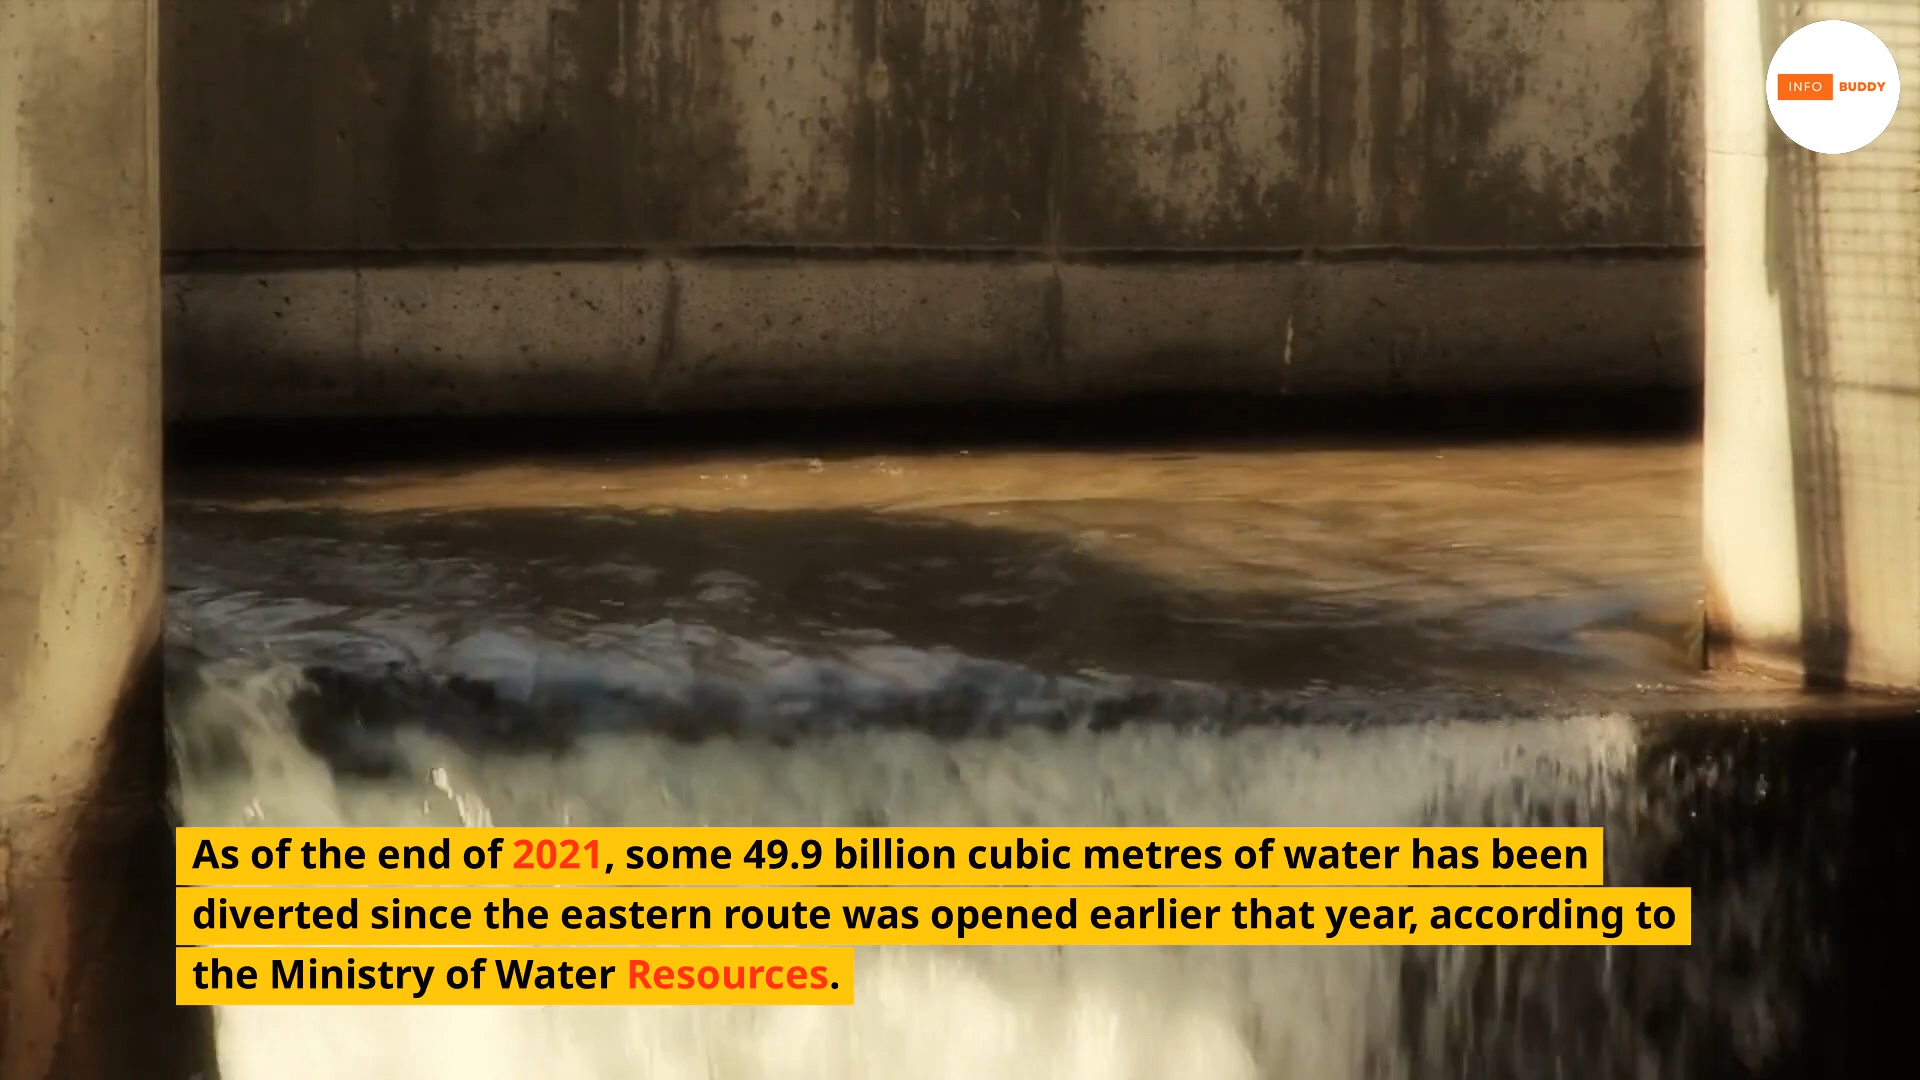 INFO BUDDY
As of the end of 2021, some 49.9 billion cubic metres of water has been
diverted since the eastern route was opened earlier that year, according to
the Ministry of Water Resources.